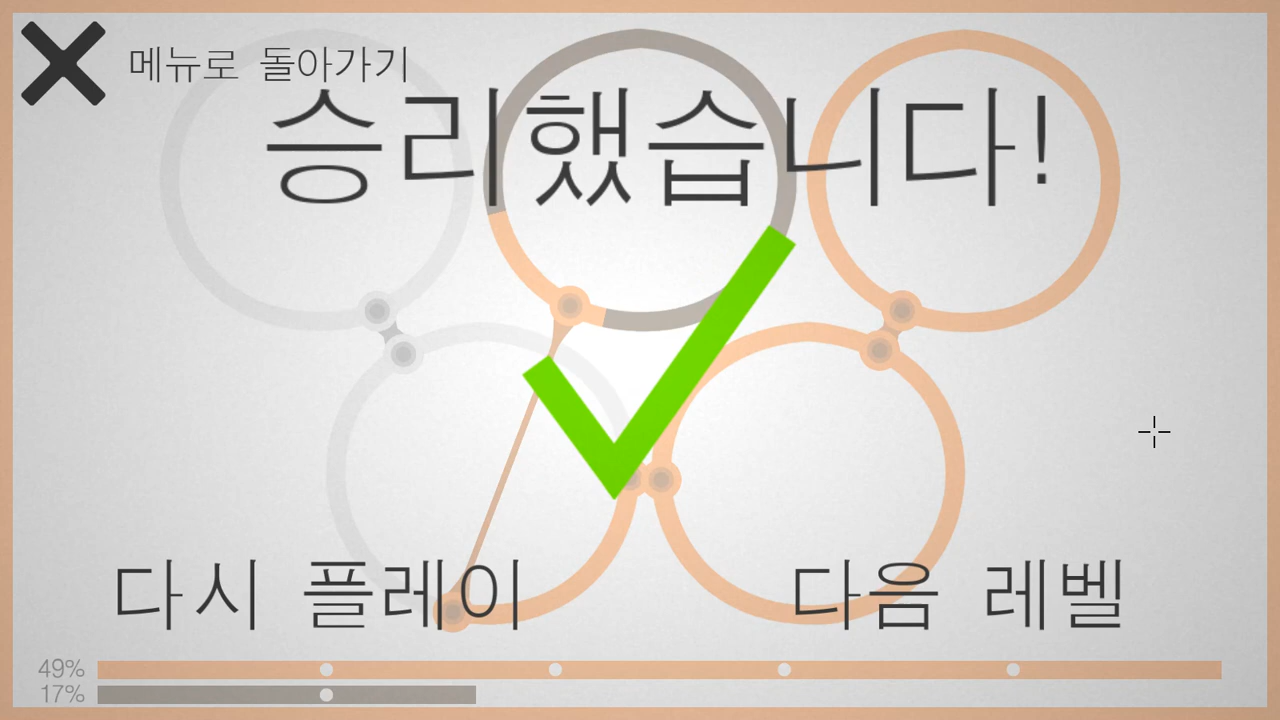 메뉴로 돌아가기
승리했습니다!
다시 플레이
다음 레벨
49%
17%